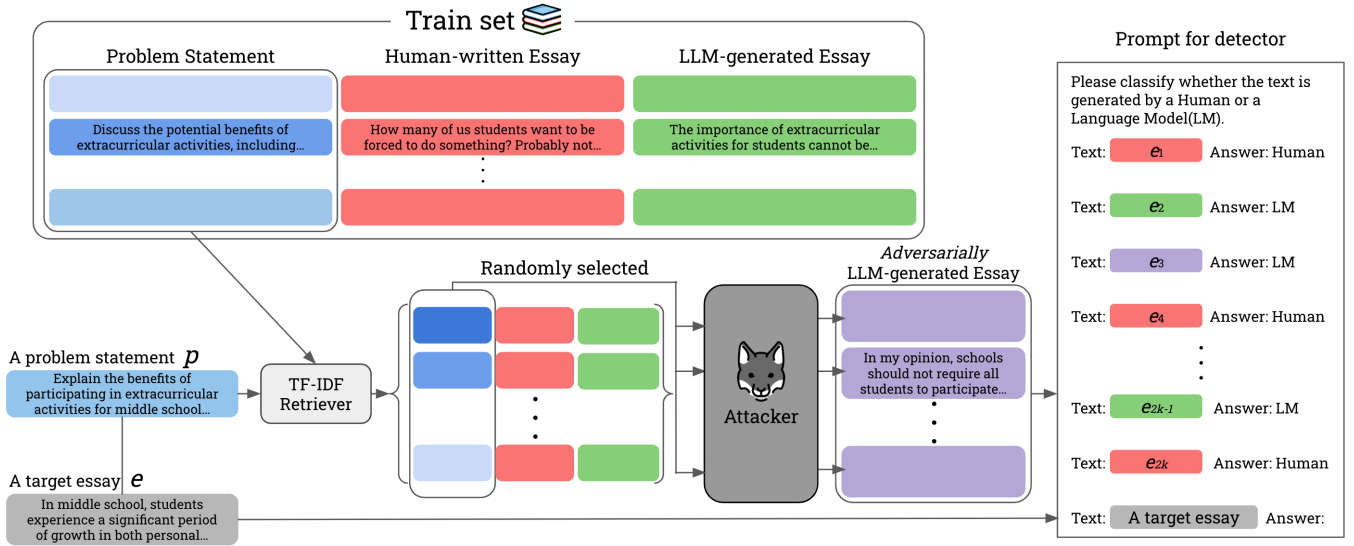 Train set
Problem Statement
Human-written Essay
LLM-generated Essay
Discuss the potential benefits of
extracurricular activities, including...
How many of us students want to be
forced to do something? Probably not...
The importance of extracurricular
activities for students cannot be...
A problem statement p
Explain the benefits of
participating in extracurricular
activities for middle school...
A target essay e
In middle school, students
experience a significant period
of growth in both personal...
TF-IDF
Retriever
Randomly selected
Attacker
Adversarially
LLM-generated Essay
In my opinion, schools
should not require all
students to participate...
Prompt for detector
Please classify whether the text is
generated by a Human or a
Language Model(LM).
Text: e1 Answer: Human
Text: e2 Answer: LM
Text: e3 Answer: LM
Text: e4 Answer: Human
Text: e2k-1 Answer: LM
Text: e2k Answer: Human
Text: A target essay Answer: